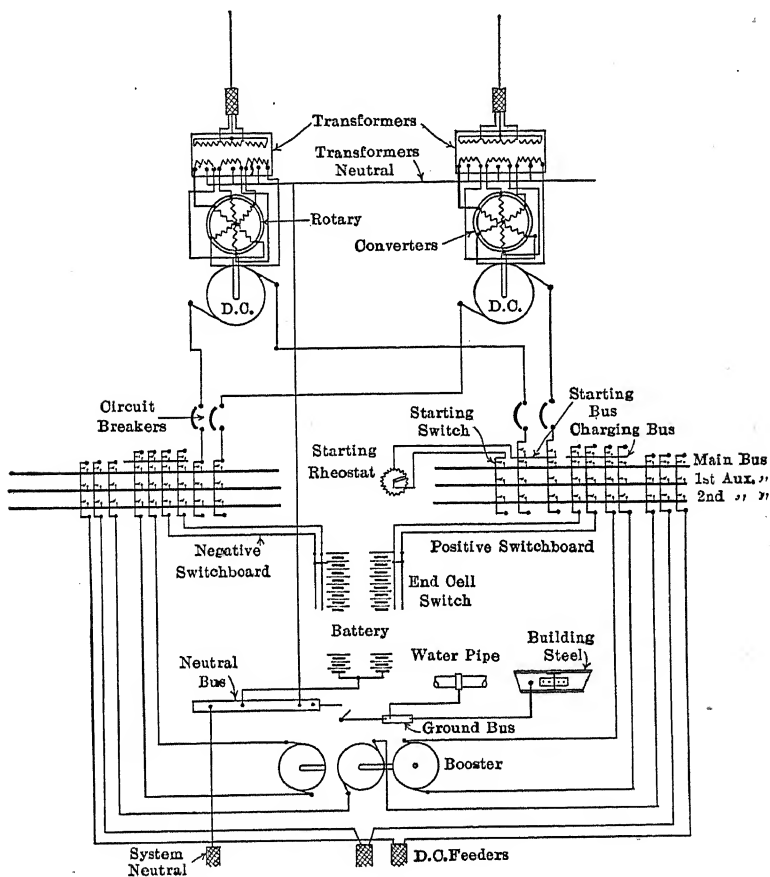 Transformers
Transformers
Neutral
Rotary
Converters
D.C.
D.C.
Circuit
Breakers
Starting
Switch
Starting
Bus
Charging Bus
Starting
Rheostat
Main Bus
1st Aux. ,,
2nd ,, ,,
Negative
Switchboard
Positive Switchboard
End Cell
Switch
Battery
Neutral
Bus
Water Pipe
Building
Steel
Ground Bus
Booster
System
Neutral
D.C. Feeders